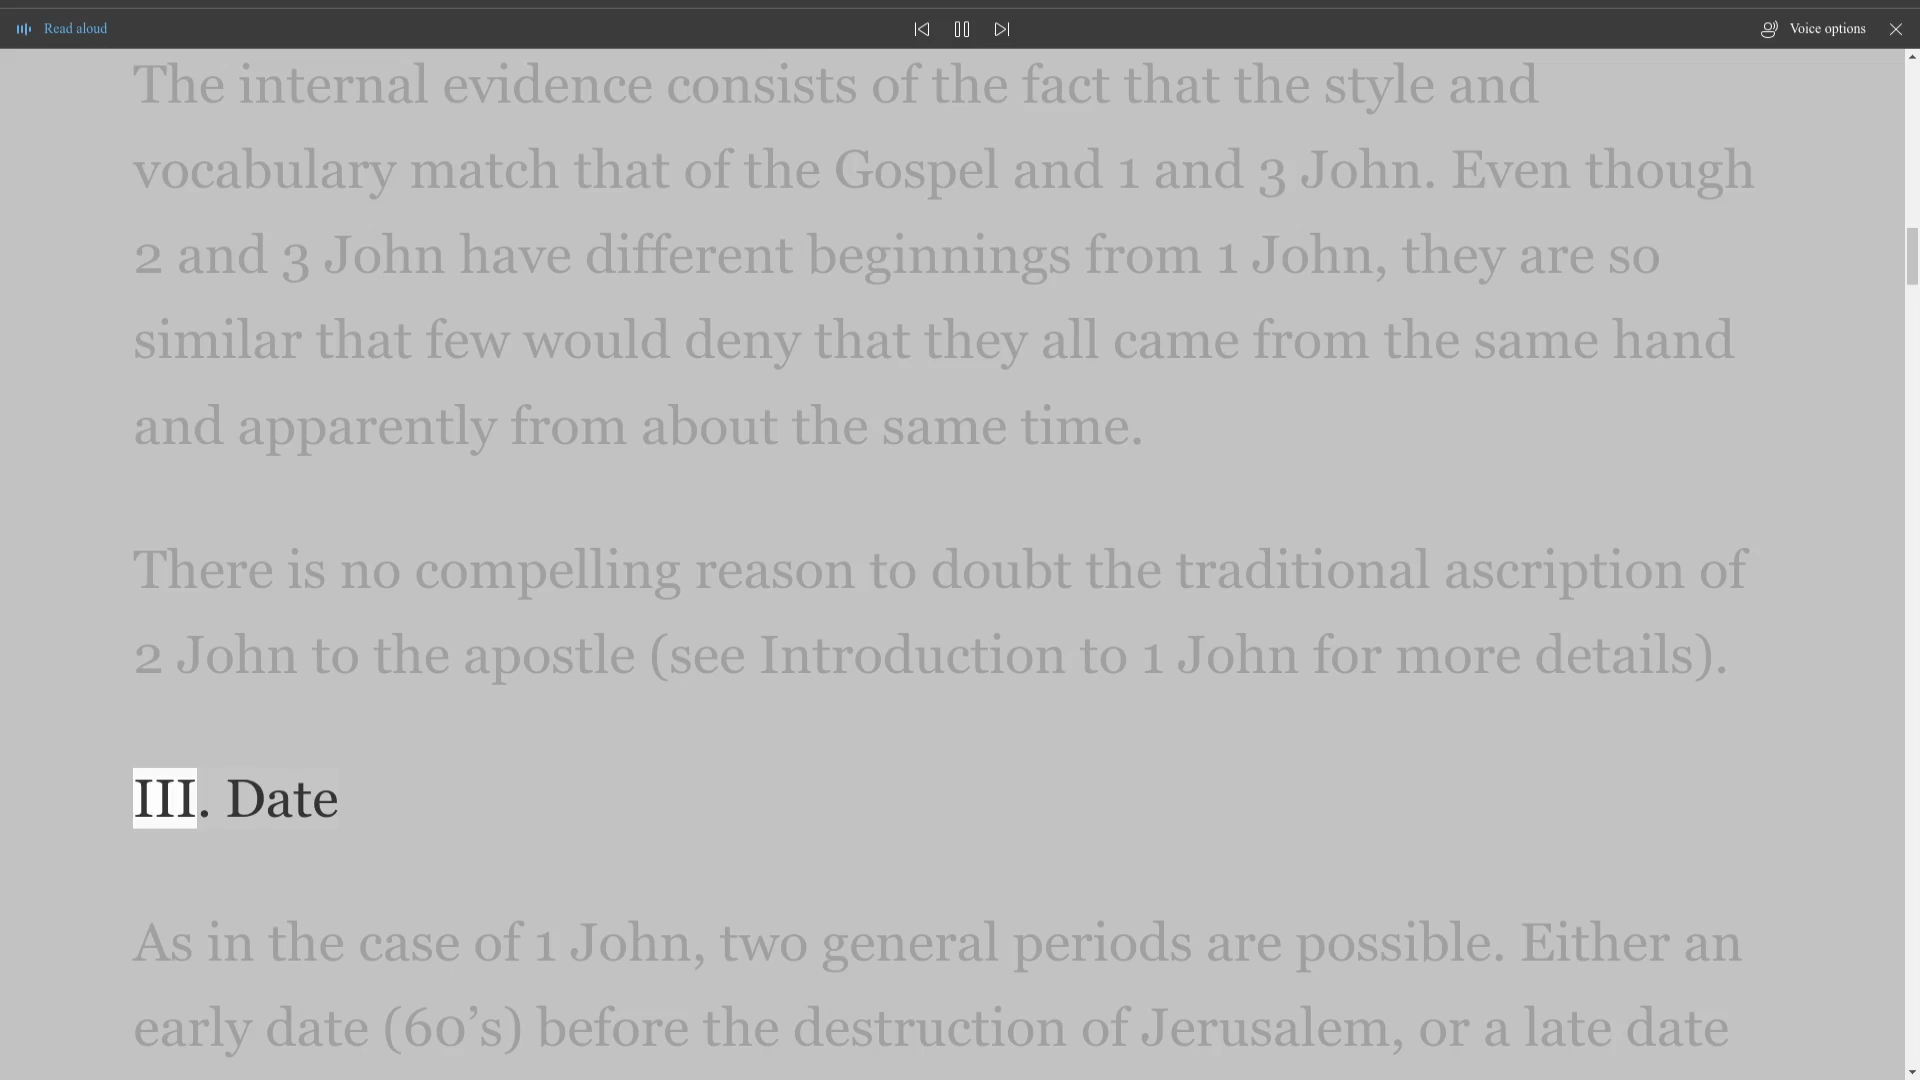 Read aloud
Voice options
The internal evidence consists of the fact that the style and
vocabulary match that of the Gospel and 1 and 3 John. Even though
2 and 3 John have different beginnings from 1 John, they are so
similar that few would deny that they all came from the same hand
and apparently from about the same time.
There is no compelling reason to doubt the traditional ascription of
2 John to the apostle (see Introduction to 1 John for more details).
III. Date
As in the case of 1 John, two general periods are possible. Either an
early date (60’s) before the destruction of Jerusalem, or a late date